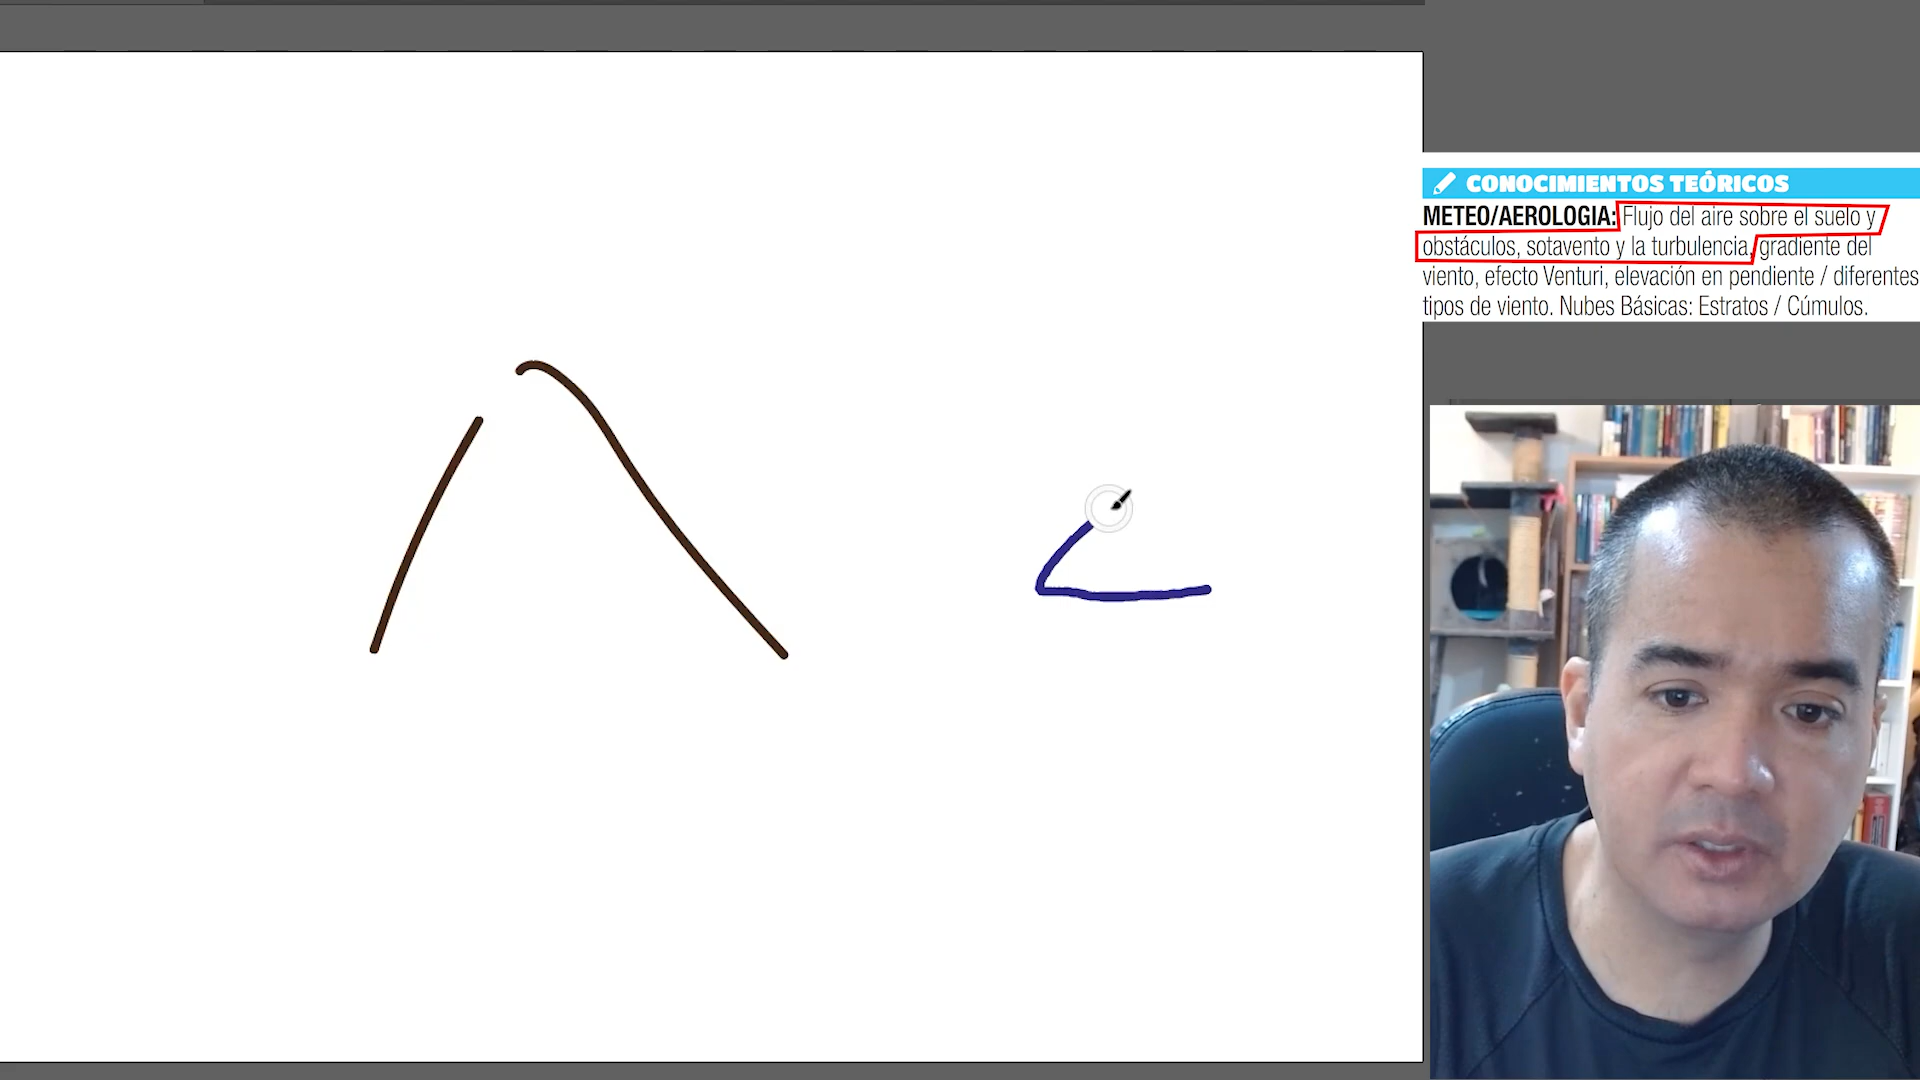 CONOCIMIENTOS TEÓRICOS
METEO/AEROLOGIA: Flujo del aire sobre el suelo y
obstáculos, sotavento y la turbulencia, gradiente del
viento, efecto Venturi, elevación en pendiente / diferentes
tipos de viento. Nubes Básicas: Estratos / Cúmulos.